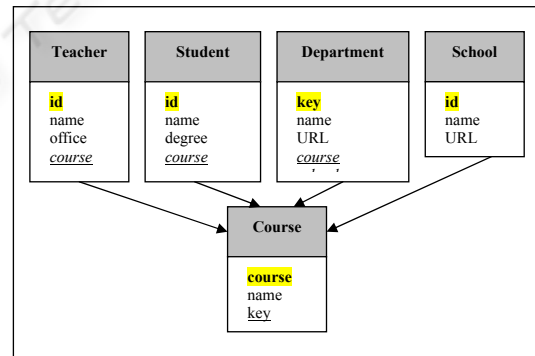 Teacher
id
name
office
course
Student
id
name
degree
course
Department
key
name
URL
course
School
id
name
URL
Course
course
name
key